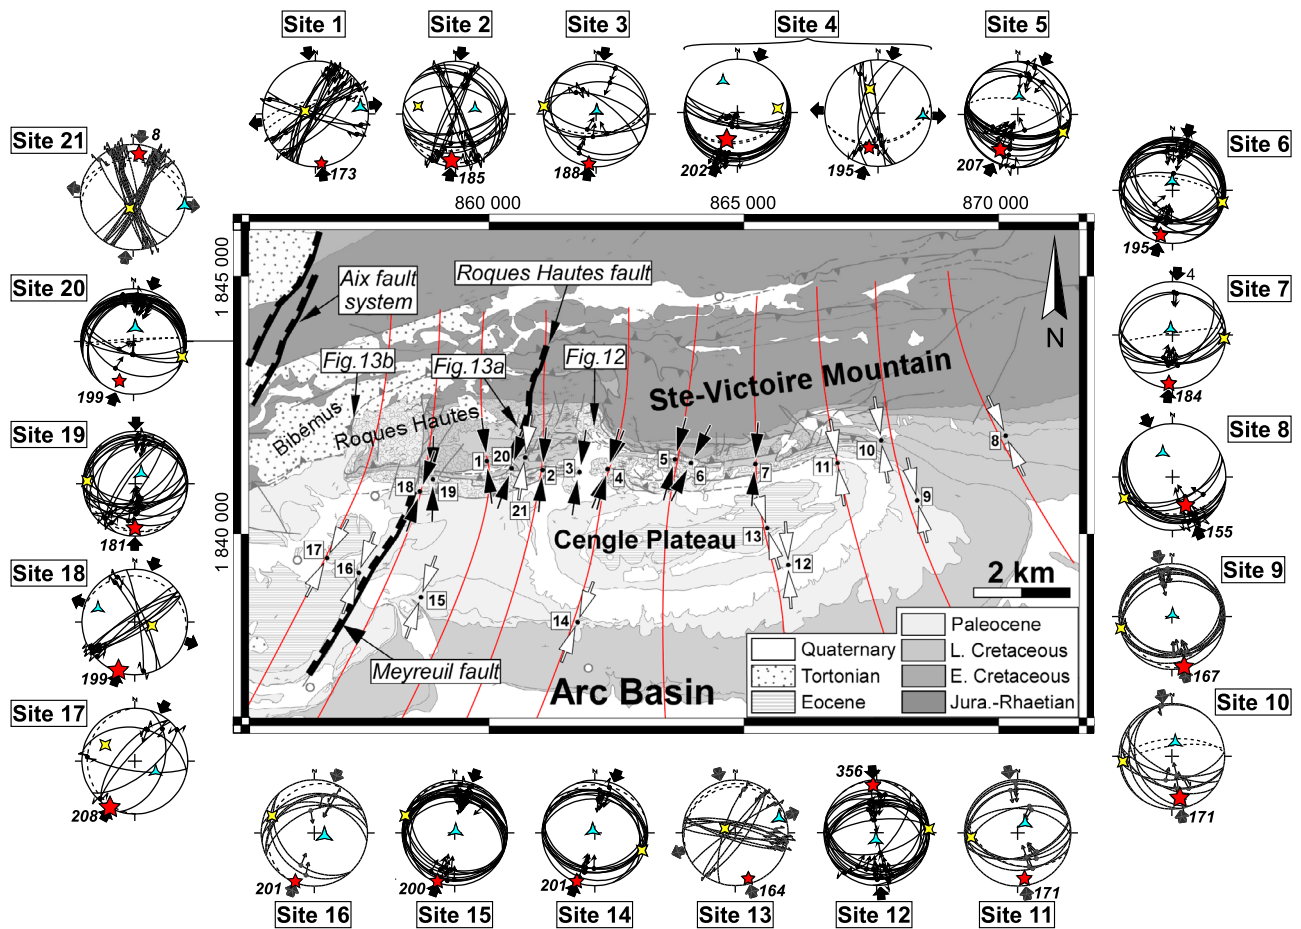 Site 1
Site 2
Site 3
Site 4
Site 5
N
N
N
N
N
N
173
185
188
202
195
207
Site 21
8
Site 6
195
860 000
865 000
870 000
1 845 000
1 840 000
Site 20
N
199
Site 7
4
184
Site 19
N
181
Site 8
N
155
Site 18
N
199
Site 9
N
167
Site 17
N
208
Site 10
N
171
Aix fault
system
Roques Hautes fault
Fig.13b
Fig.13a
Fig.12
N
Ste-Victoire Mountain
Bibémus
Roques Hautes
1
20
2
3
4
5
6
7
11
10
8
9
18
19
21
17
16
15
14
13
12
Cengle Plateau
2 km
Meyreuil fault
Arc Basin
Quaternary
Tortonian
Eocene
Paleocene
L. Cretaceous
E. Cretaceous
Jura.-Rhaetian
N
N
N
N
356
N
201
200
201
164
171
Site 16
Site 15
Site 14
Site 13
Site 12
Site 11